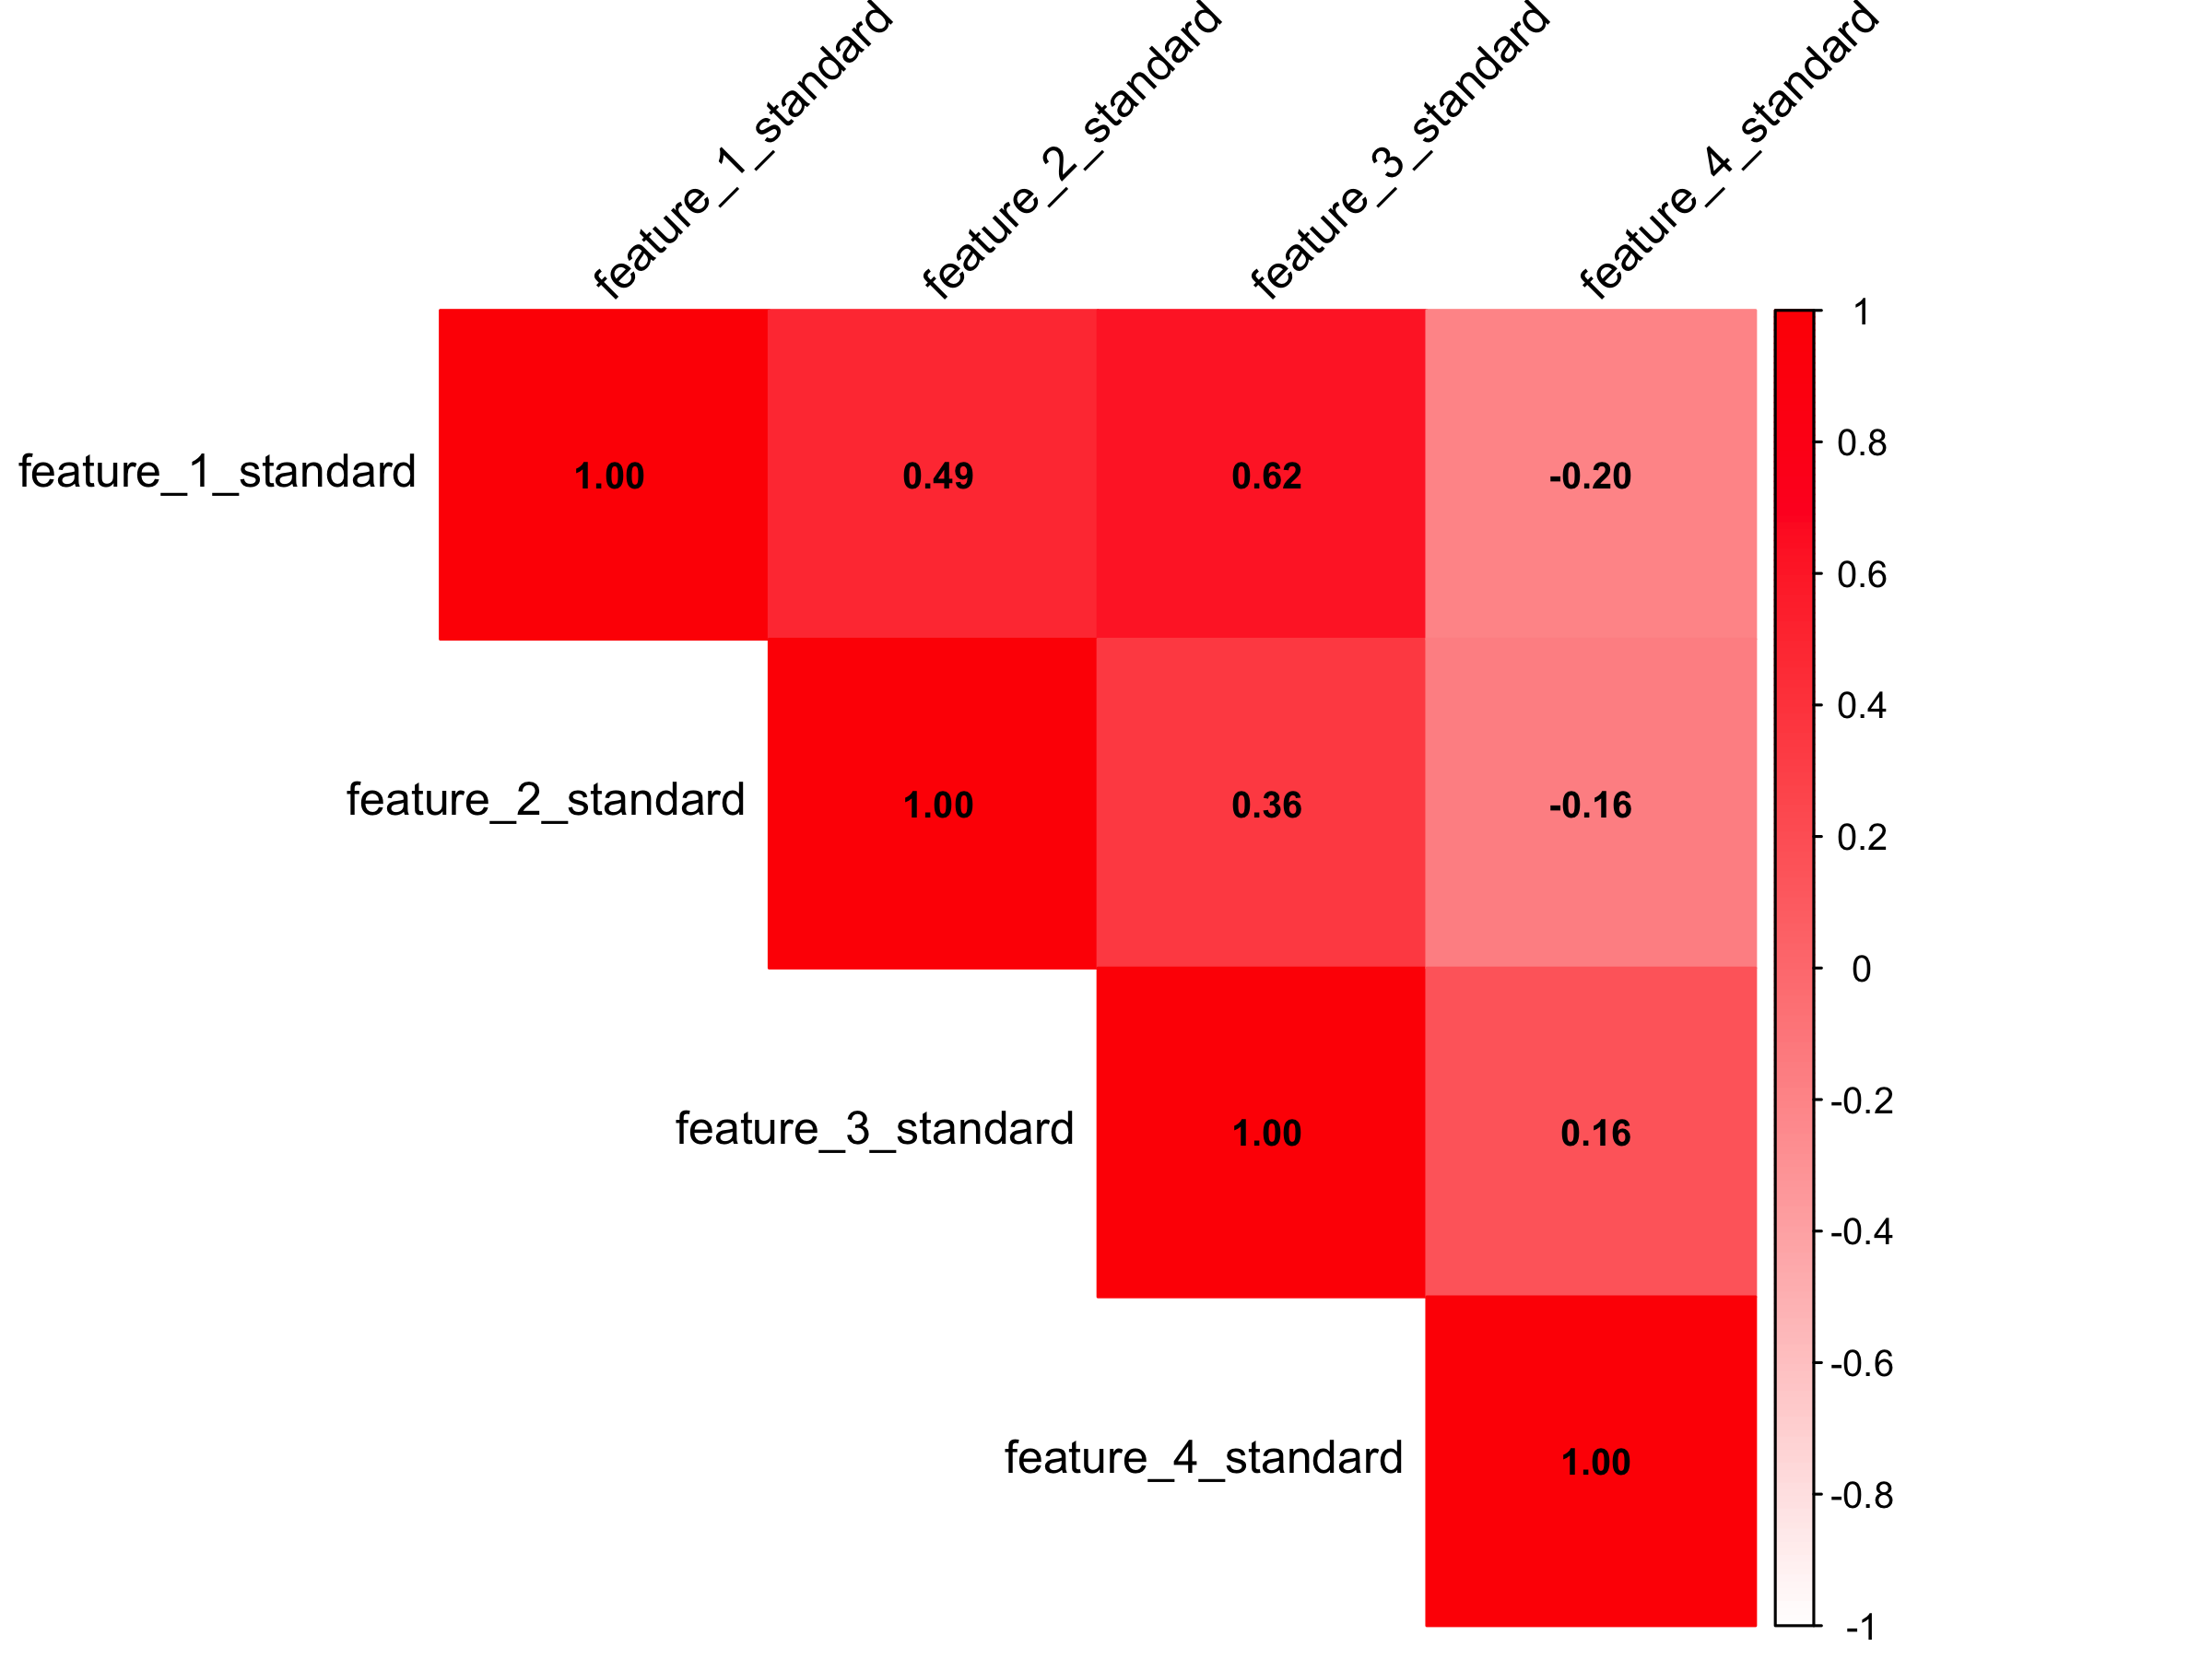 feature_1_standard
feature_2_standard
feature_3_standard
feature_4_standard
feature_1_standard 1.00 0.49 0.62 -0.20
feature_2_standard 1.00 0.36 -0.16
feature_3_standard 1.00 0.16
feature_4_standard 1.00
1
0.8
0.6
0.4
0.2
0
-0.2
-0.4
-0.6
-0.8
-1